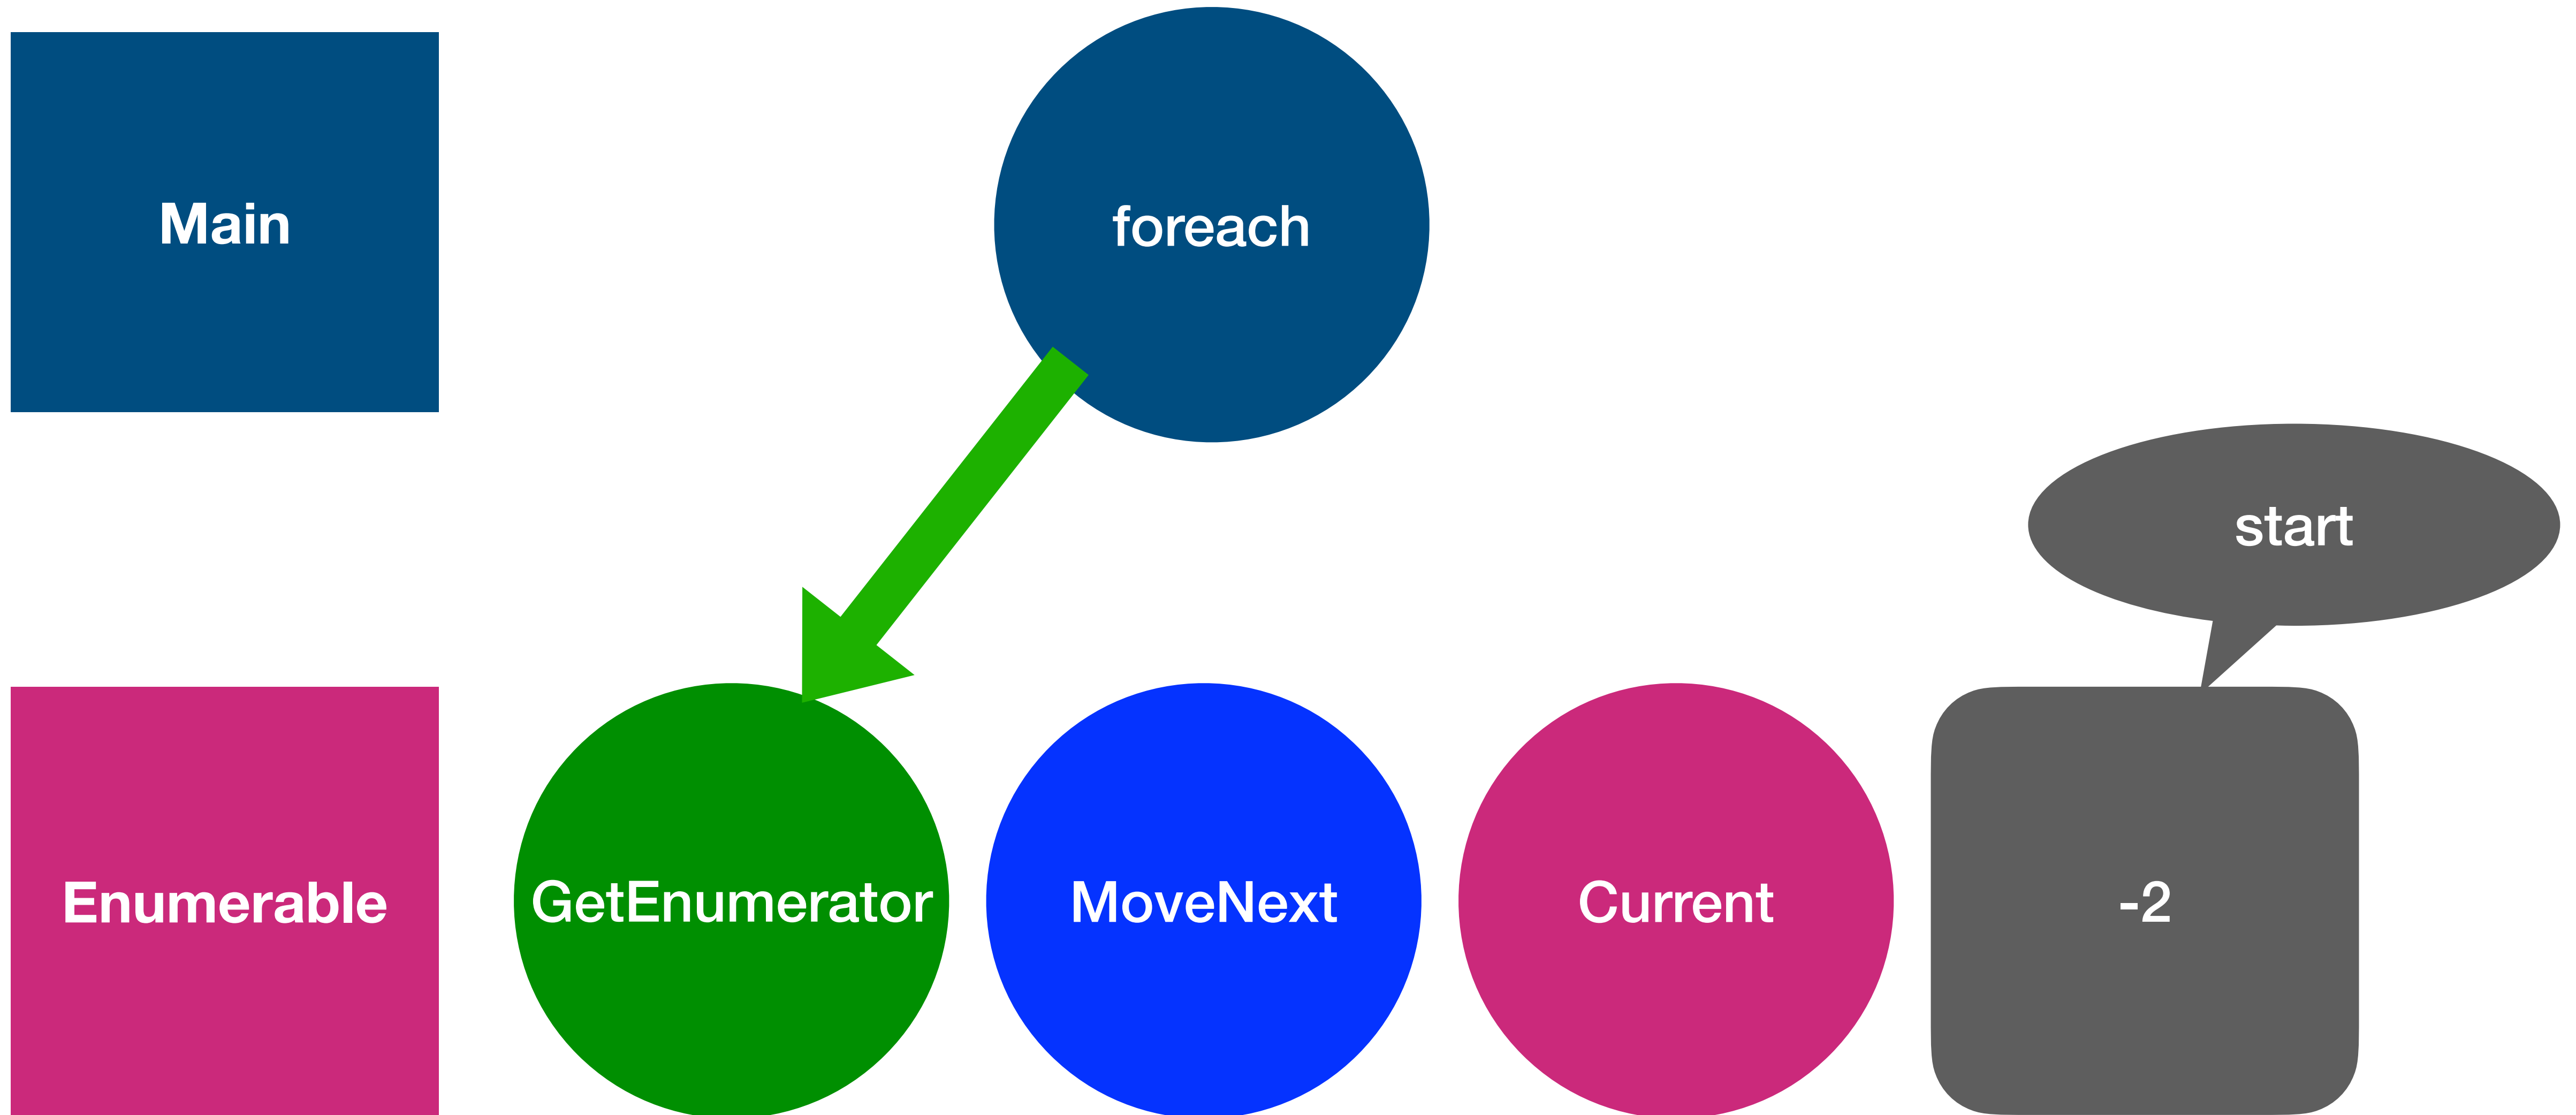 Main
foreach
start
Enumerable
GetEnumerator
MoveNext
Current
-2